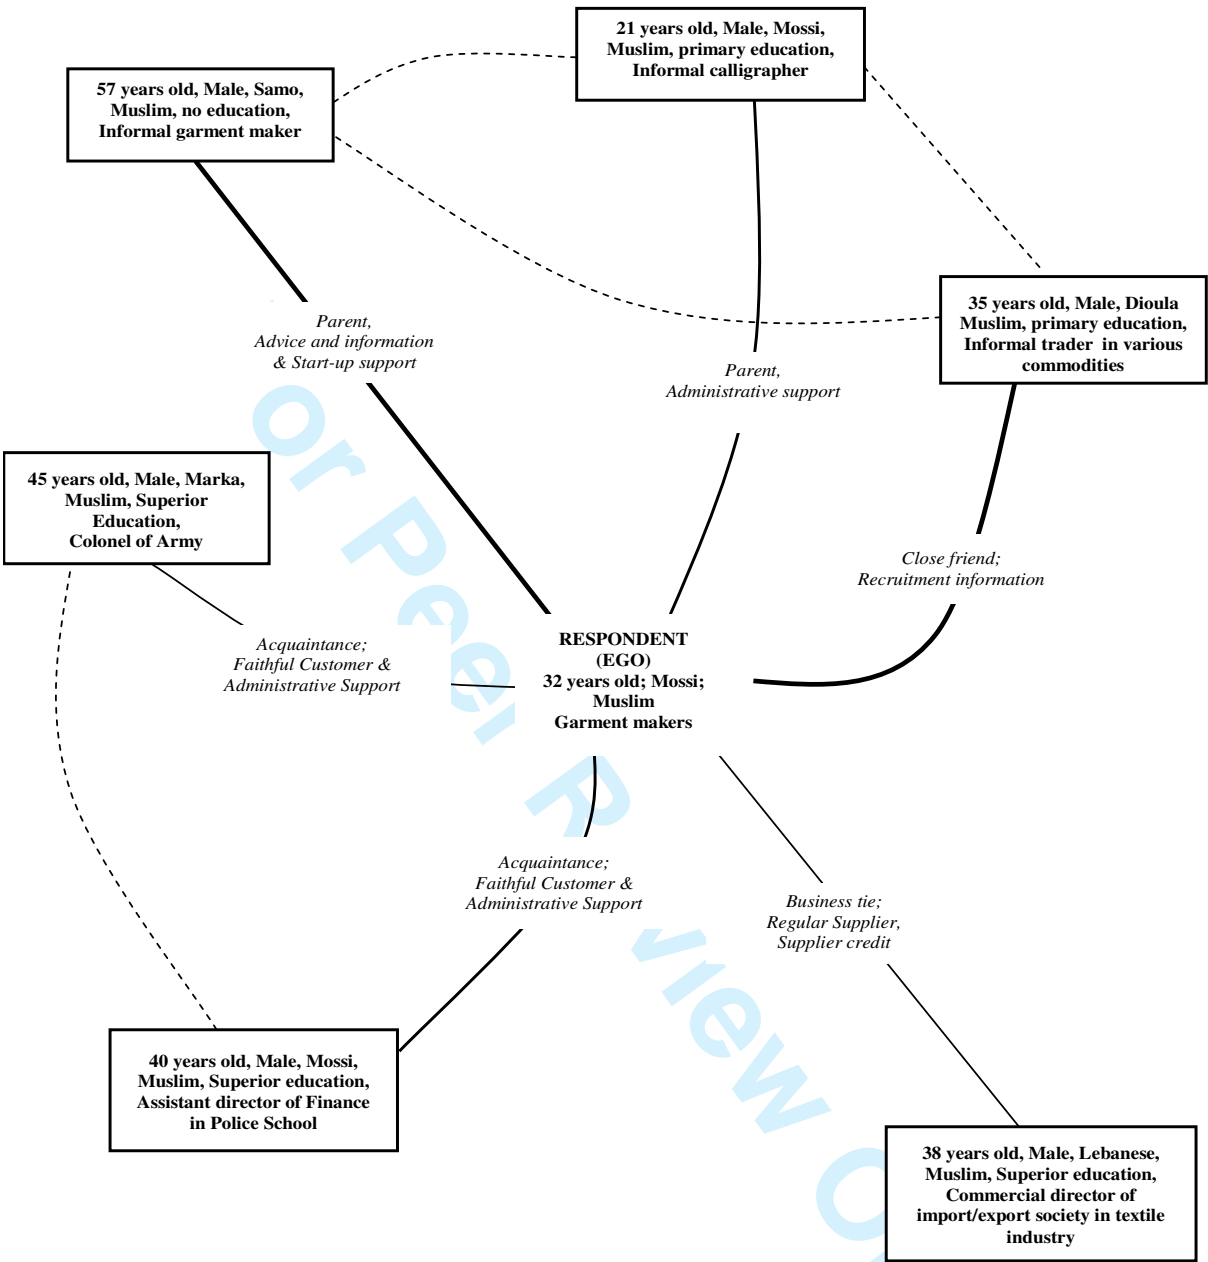 21 years old, Male, Mossi,
Muslim, primary education,
Informal calligrapher
57 years old, Male, Samo,
Muslim, no education,
Informal garment maker
35 years old, Male, Dioula
Muslim, primary education,
Informal trader in various
commodities
Parent,
Advice and information
& Start-up support
Parent,
Administrative support
45 years old, Male, Marka,
Muslim, Superior
Education,
Colonel of Army
Close friend;
Recruitment information
Acquaintance;
Faithful Customer &
Administrative Support
RESPONDENT
(EGO)
32 years old; Mossi;
Muslim
Garment makers
Acquaintance;
Faithful Customer &
Administrative Support
Business tie;
Regular Supplier,
Supplier credit
40 years old, Male, Mossi,
Muslim, Superior education,
Assistant director of Finance
in Police School
38 years old, Male, Lebanese,
Muslim, Superior education,
Commercial director of
import/export society in textile
industry